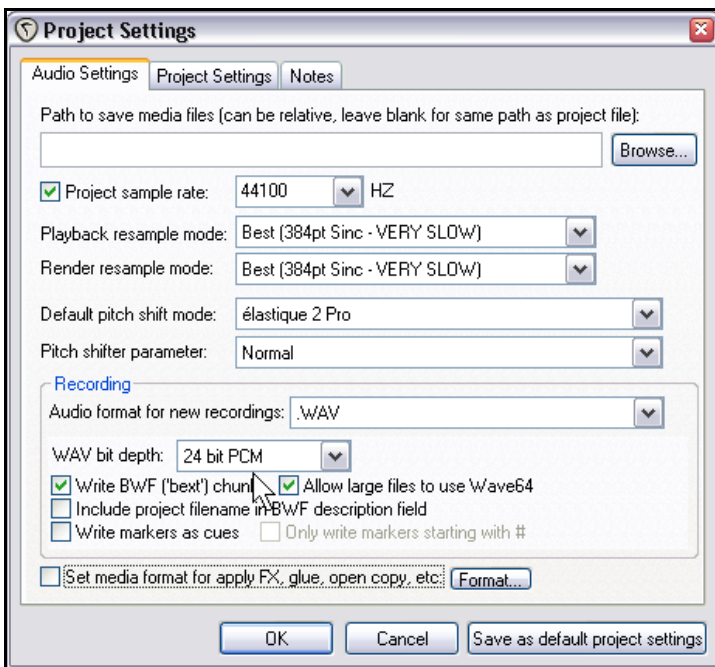 Project Settings
Audio Settings Project Settings Notes
Path to save media files (can be relative, leave blank for same path as project file):
Browse...
Project sample rate: 44100 HZ
Playback resample mode: Best (384pt Sinc - VERY SLOW)
Render resample mode: Best (384pt Sinc - VERY SLOW)
Default pitch shift mode: élastique 2 Pro
Pitch shifter parameter: Normal
Recording
Audio format for new recordings: .WAV
WAV bit depth: 24 bit PCM
Write BWF ('bext') chunk Allow large files to use Wave64
Include project filename in BWF description field
Write markers as cues Only write markers starting with #
Set media format for apply FX, glue, open copy, etc: Format...
OK Cancel Save as default project settings